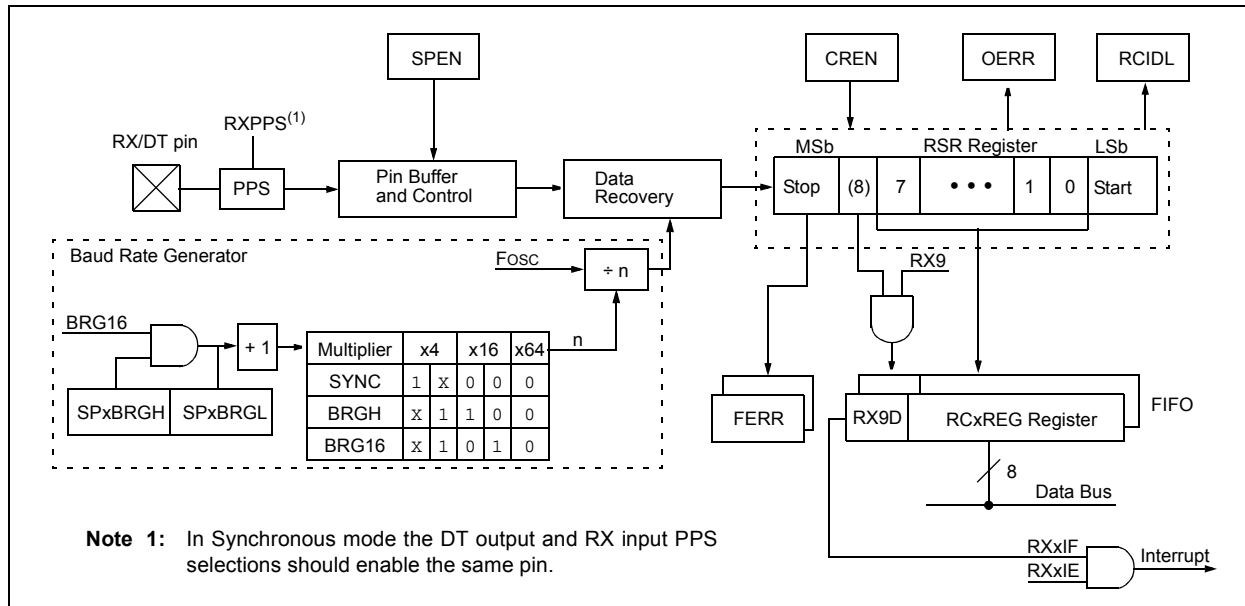 SPEN
CREN
OERR
RCIDL
RXPPS(1)
RX/DT pin
PPS
Pin Buffer
and Control
Data
Recovery
MSb
RSR Register
LSb
Stop (8) 7 • • • 1 0 Start
Baud Rate Generator
FOSC
÷ n
RX9
BRG16
+ 1
n
SPxBRGH SPxBRGL
Multiplier x4 x16 x64
SYNC 1 X 0 0 0
BRGH X 1 1 0 0
BRG16 X 1 0 1 0
FERR
RX9D
RCxREG Register
FIFO
8
Data Bus
Note 1: In Synchronous mode the DT output and RX input PPS
selections should enable the same pin.
RXxIF
RXxIE
Interrupt